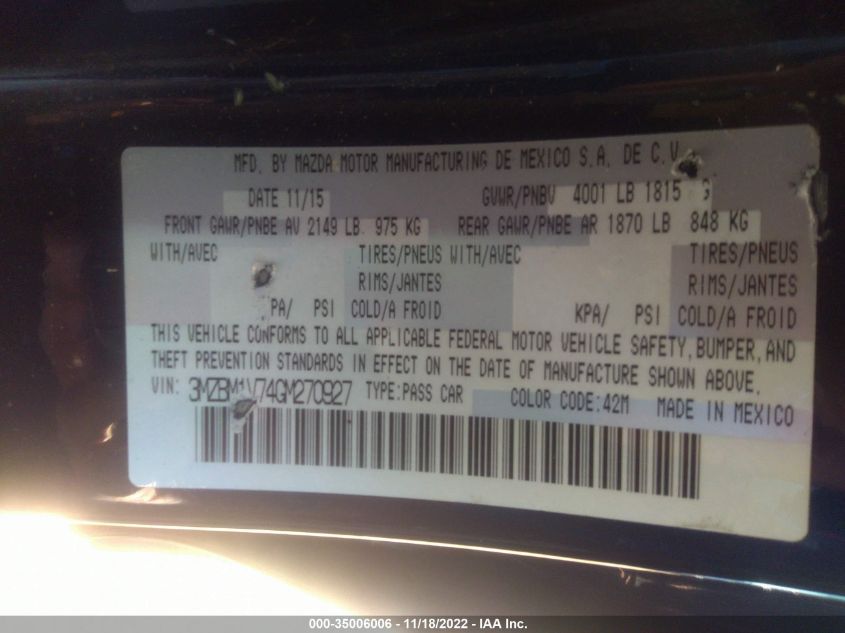 MFD. BY MAZDA MOTOR MANUFACTURING DE MEXICO S.A. DE C.V.
DATE 11/15 GVWR/PNBV 4001 LB 1815
FRONT GAWR/PNBE AV 2149 LB. 975 KG REAR GAWR/PNBE AR 1870 LB 848 KG
WITH/AVEC TIRES/PNEUS WITH/AVEC TIRES/PNEUS
RIMS/JANTES RIMS/JANTES
PA/ PSI COLD/A FROID KPA/ PSI COLD/A FROID
THIS VEHICLE CONFORMS TO ALL APPLICABLE FEDERAL MOTOR VEHICLE SAFETY, BUMPER, AND
THEFT PREVENTION STANDARDS IN EFFECT ON THE DATE OF MANUFACTURE SHOWN ABOVE.
VIN: 3MZBM1V74GM270927 TYPE:PASS CAR COLOR CODE:42M MADE IN MEXICO
000-35006006 - 11/18/2022 - IAA Inc.